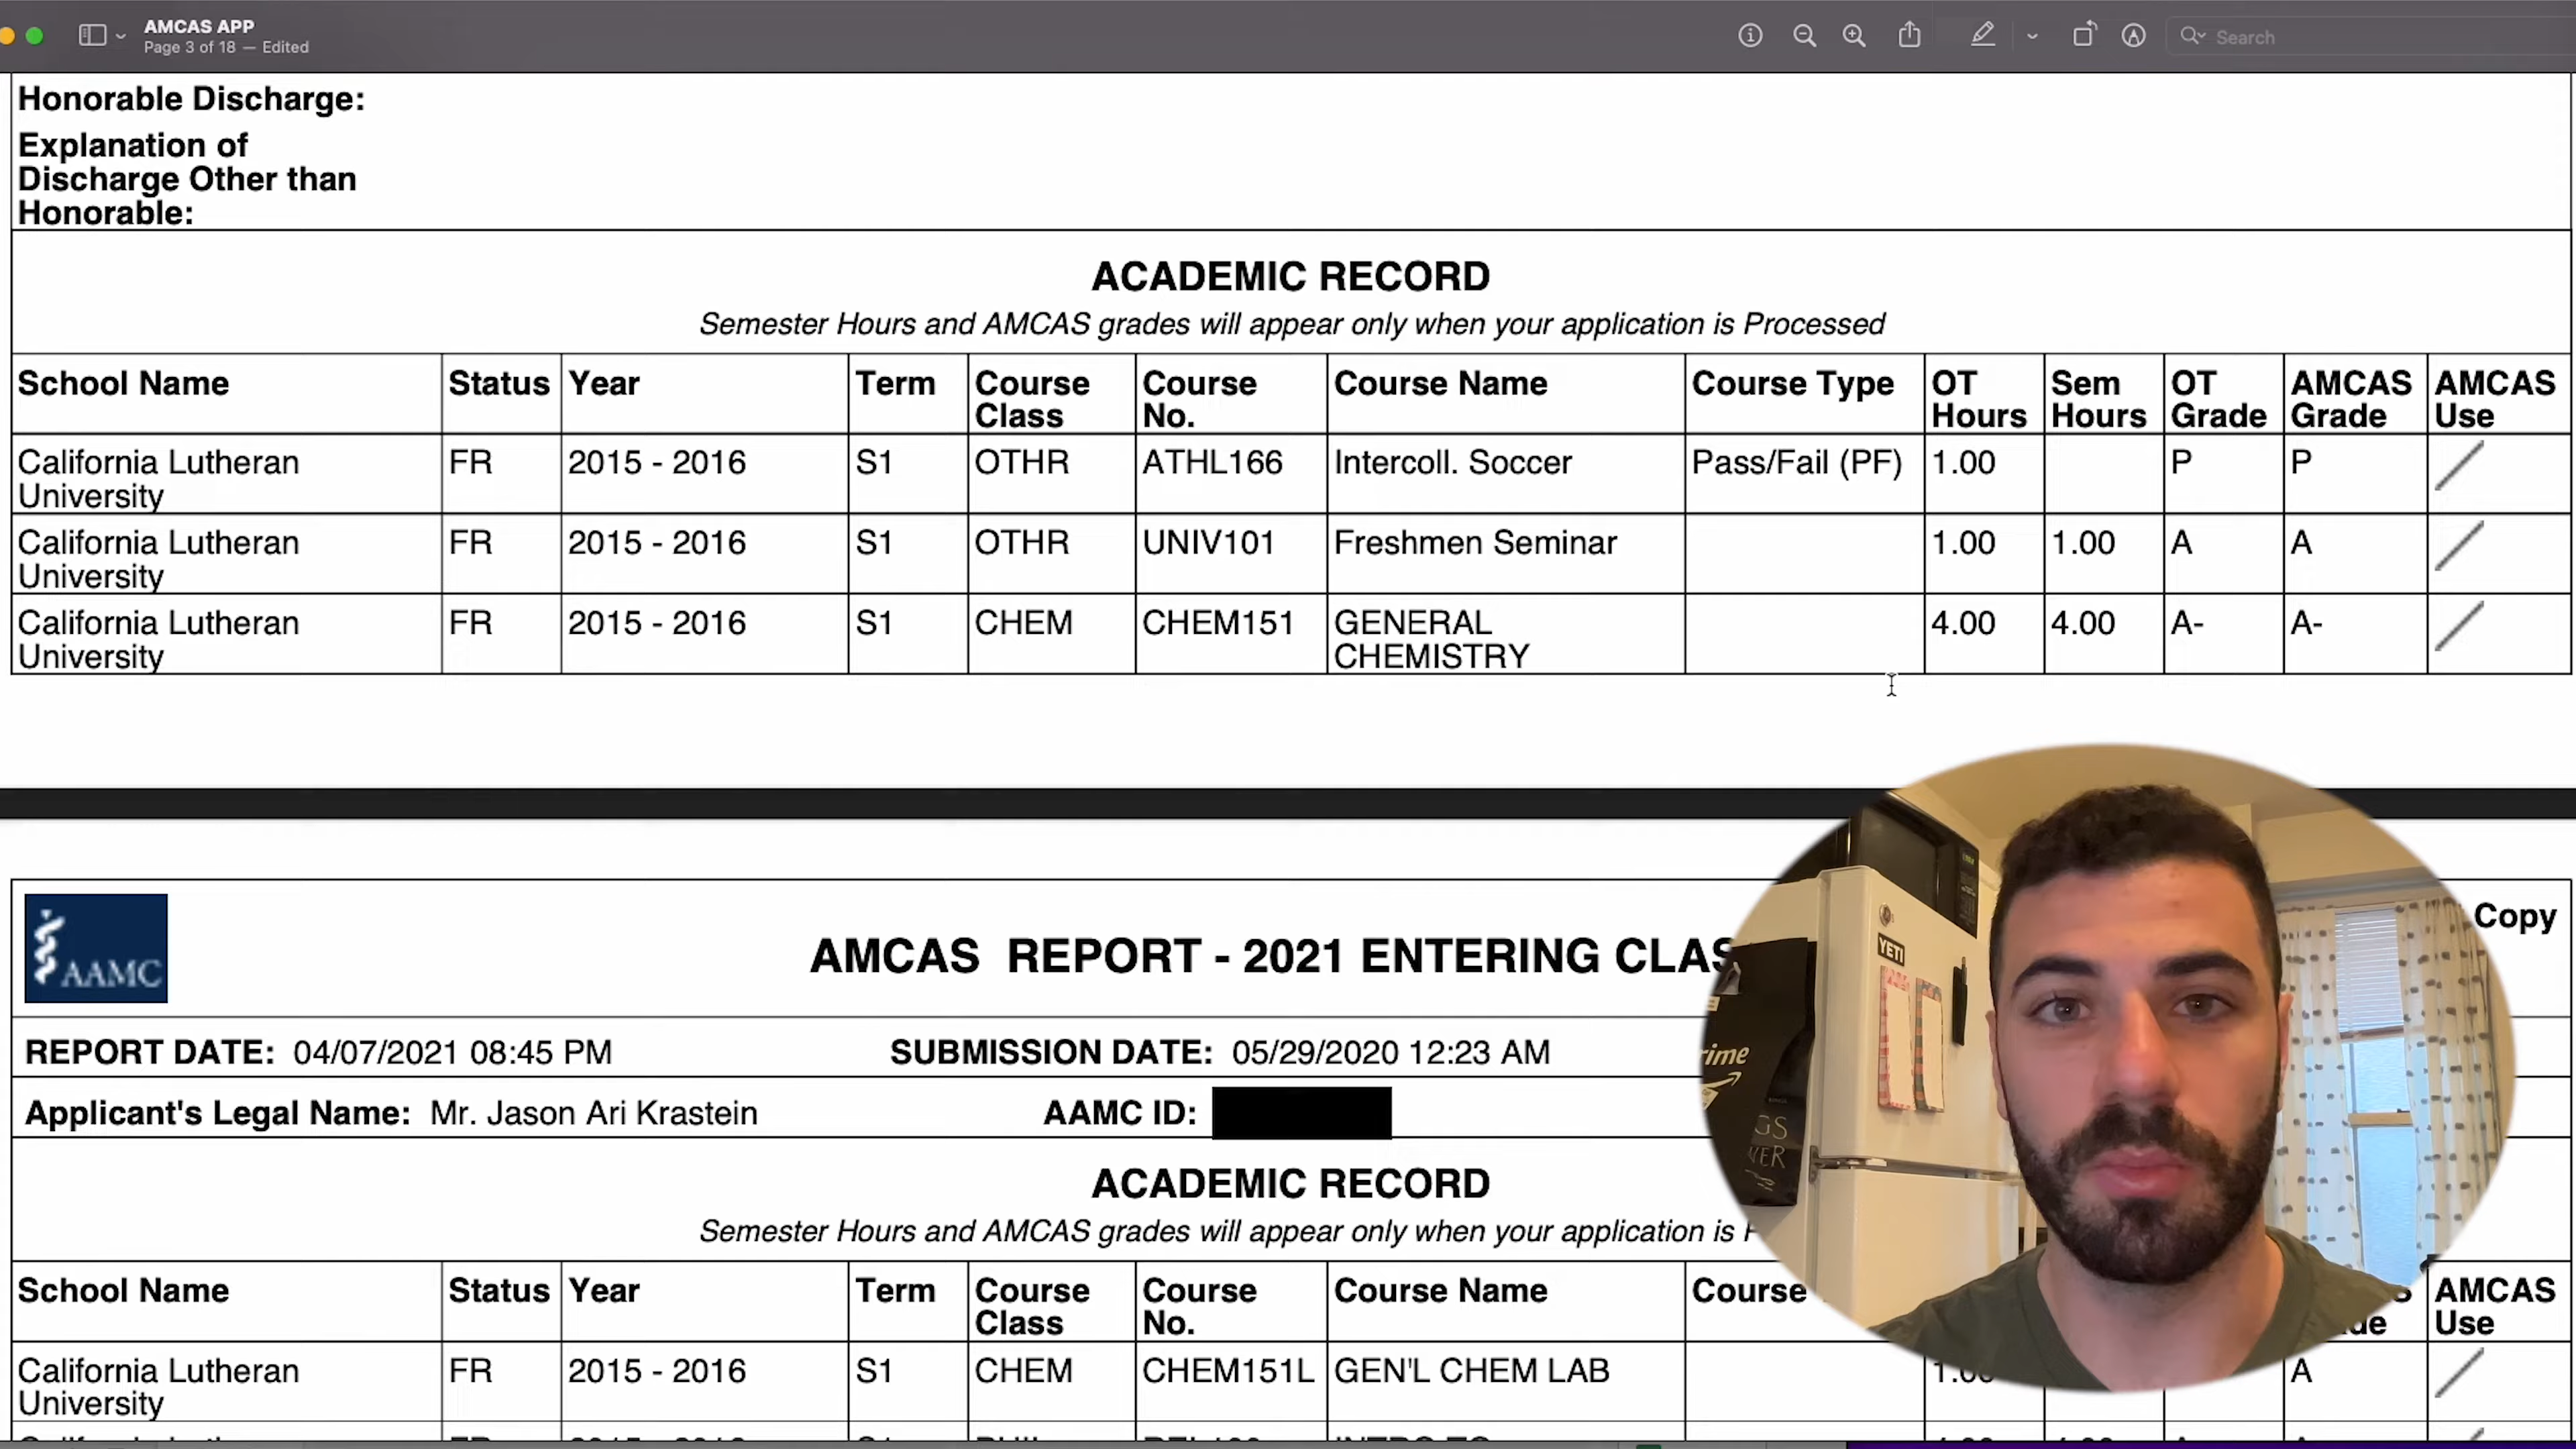 AMCAS APP
Page 3 of 18 — Edited
Search
Honorable Discharge:
Explanation of
Discharge Other than
Honorable:
ACADEMIC RECORD
Semester Hours and AMCAS grades will appear only when your application is Processed
School Name Status Year Term Course Class Course No. Course Name Course Type OT Hours Sem Hours OT Grade AMCAS Grade AMCAS Use
California Lutheran University FR 2015 - 2016 S1 OTHR ATHL166 Intercoll. Soccer Pass/Fail (PF) 1.00 P P
California Lutheran University FR 2015 - 2016 S1 OTHR UNIV101 Freshmen Seminar 1.00 1.00 A A
California Lutheran University FR 2015 - 2016 S1 CHEM CHEM151 GENERAL CHEMISTRY 4.00 4.00 A- A-
AAMC
AMCAS REPORT - 2021 ENTERING CLAS
Copy
REPORT DATE: 04/07/2021 08:45 PM SUBMISSION DATE: 05/29/2020 12:23 AM
Applicant's Legal Name: Mr. Jason Ari Krastein AAMC ID:
ACADEMIC RECORD
Semester Hours and AMCAS grades will appear only when your application is
School Name Status Year Term Course Class Course No. Course Name Course AMCAS Use
California Lutheran University FR 2015 - 2016 S1 CHEM CHEM151L GEN'L CHEM LAB A
YETI